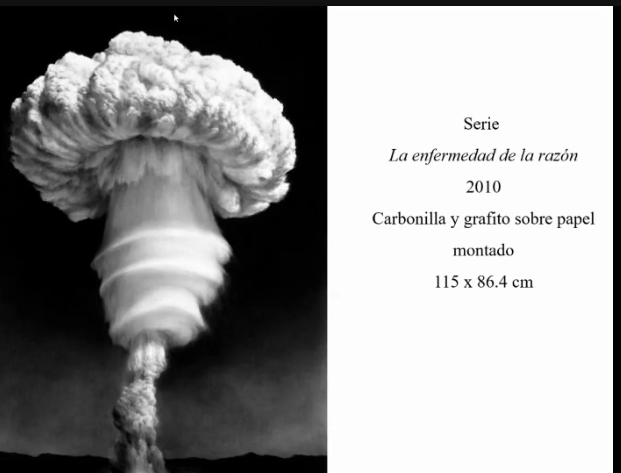 Serie
La enfermedad de la razón
2010
Carbonilla y grafito sobre papel
montado
115 x 86.4 cm